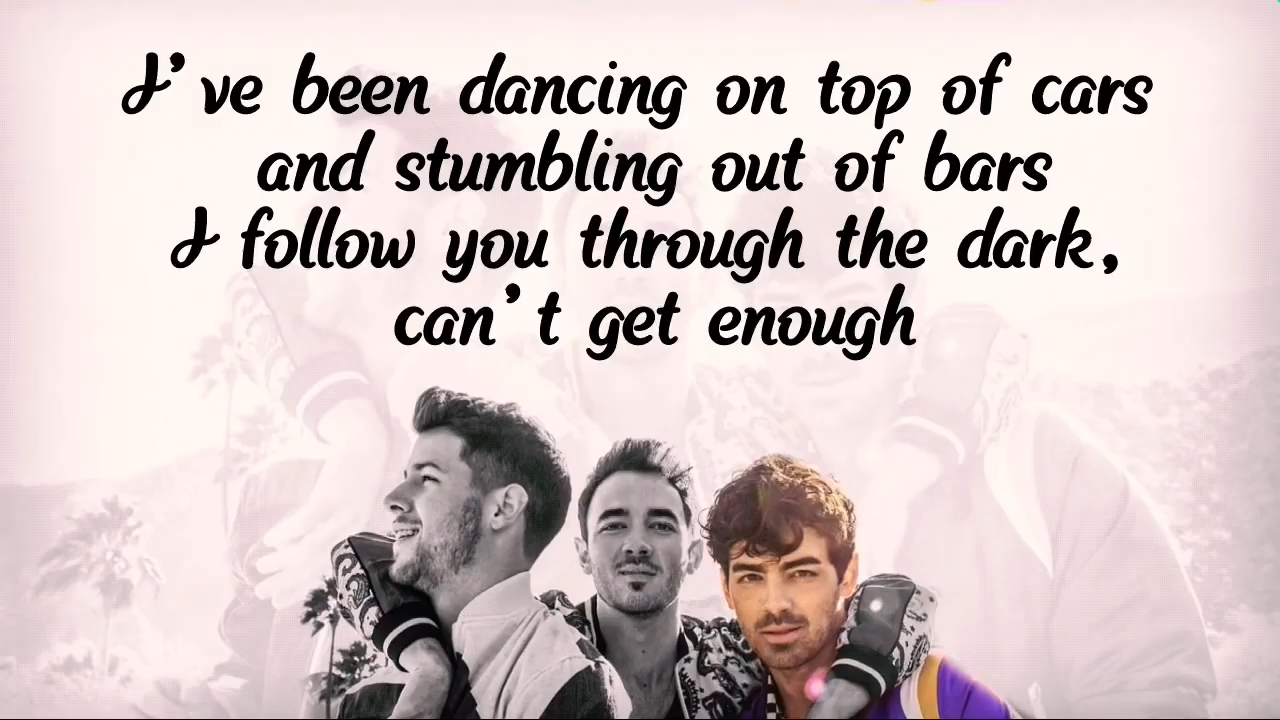 I've been dancing on top of cars
and stumbling out of bars
I follow you through the dark,
can't get enough